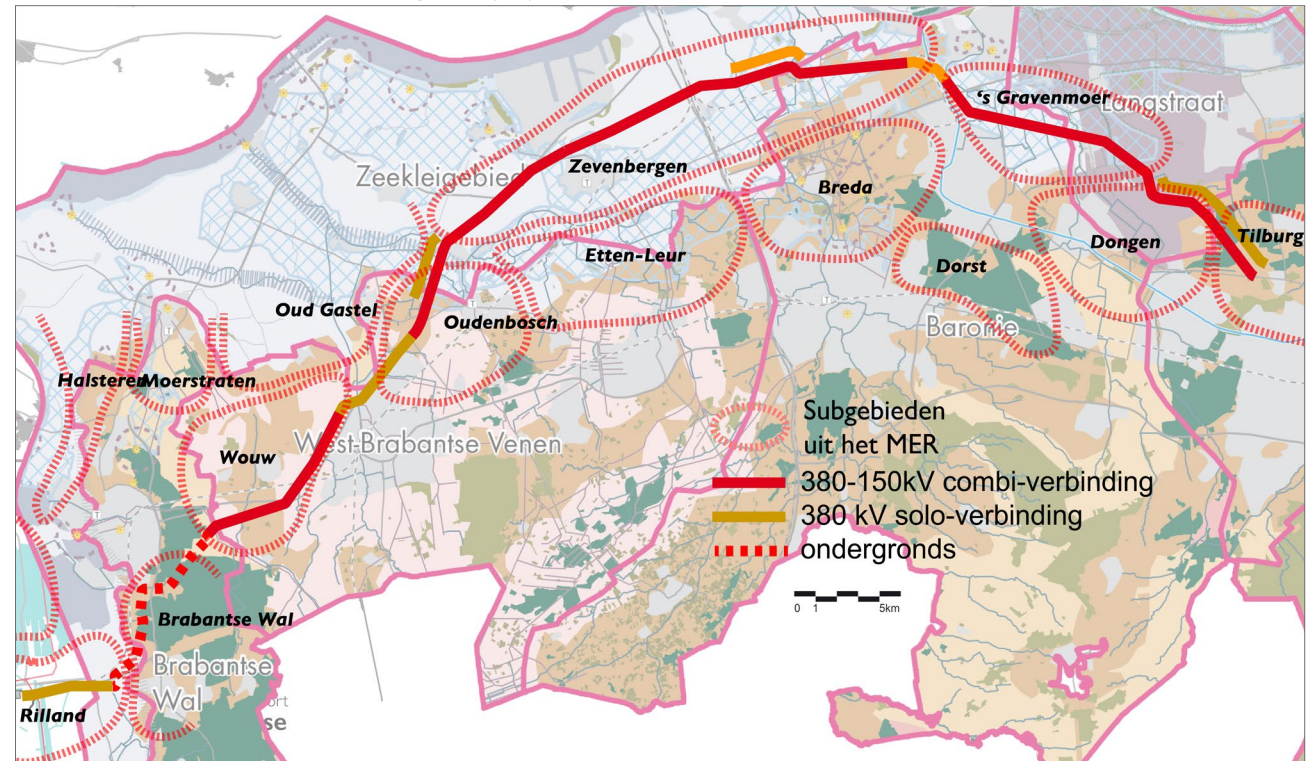 's Gravenmoer
Langstraat
Zeekleigebied
Zevenbergen
Breda
Etten-Leur
Dongen
Tilburg
Dorst
Oud Gastel
Oudenbosch
Baronie
Halsteren
Moerstraten
Wouw
West-Brabantse Venen
Subgebieden
uit het MER
380-150kV combi-verbinding
380 kV solo-verbinding
ondergronds
0 1 5km
Brabantse Wal
Brabantse
Wal
ort
se
Rilland
T
T
T
T